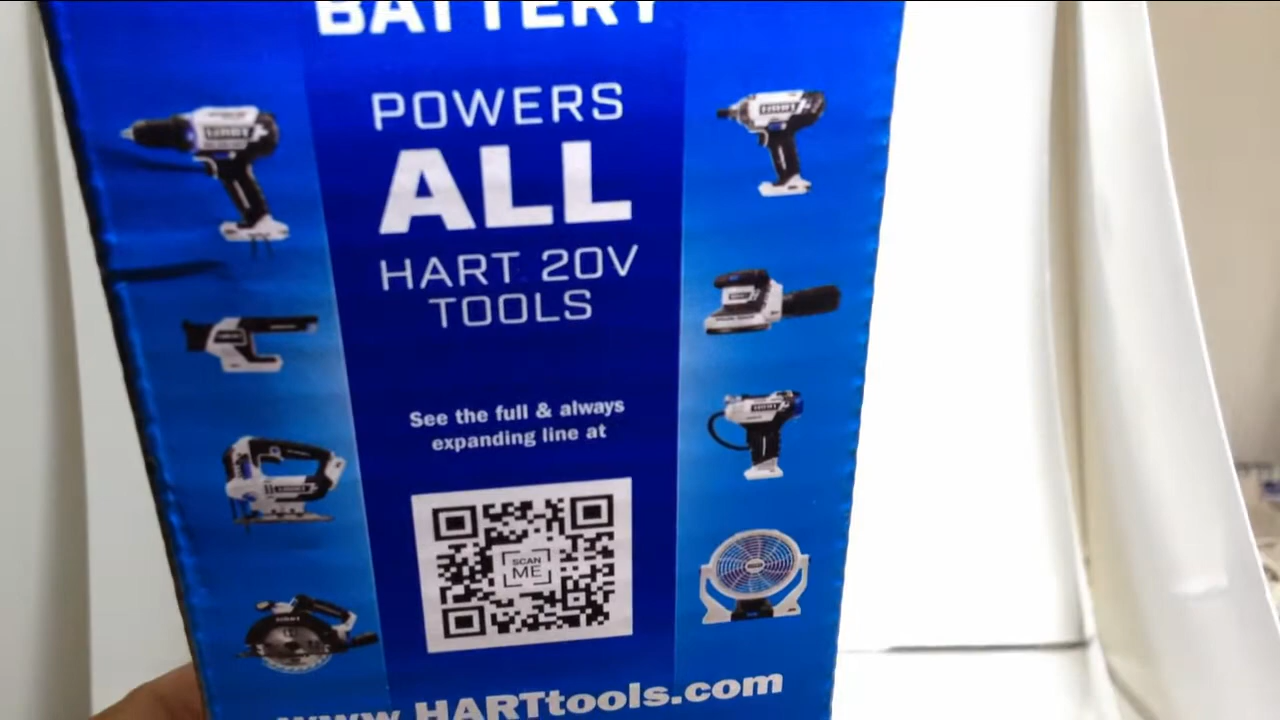 BATTERY
POWERS
ALL
HART 20V
TOOLS
See the full & always
expanding line at
SCAN
ME
www.HARTtools.com